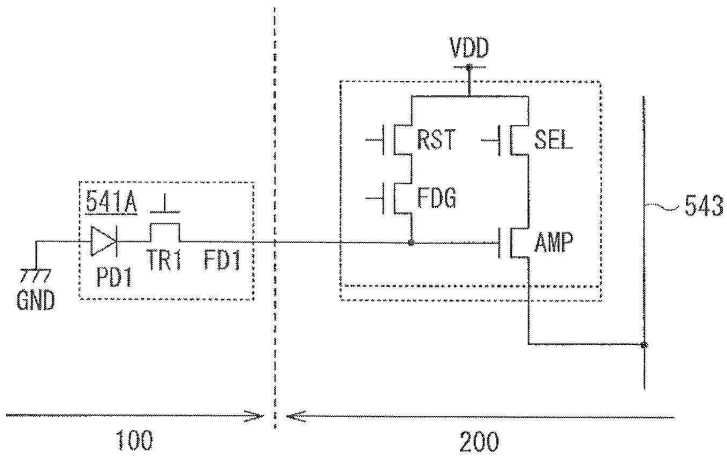 VDD
RST
SEL
FDG
541A
543
AMP
TR1
FD1
PD1
GND
100
200